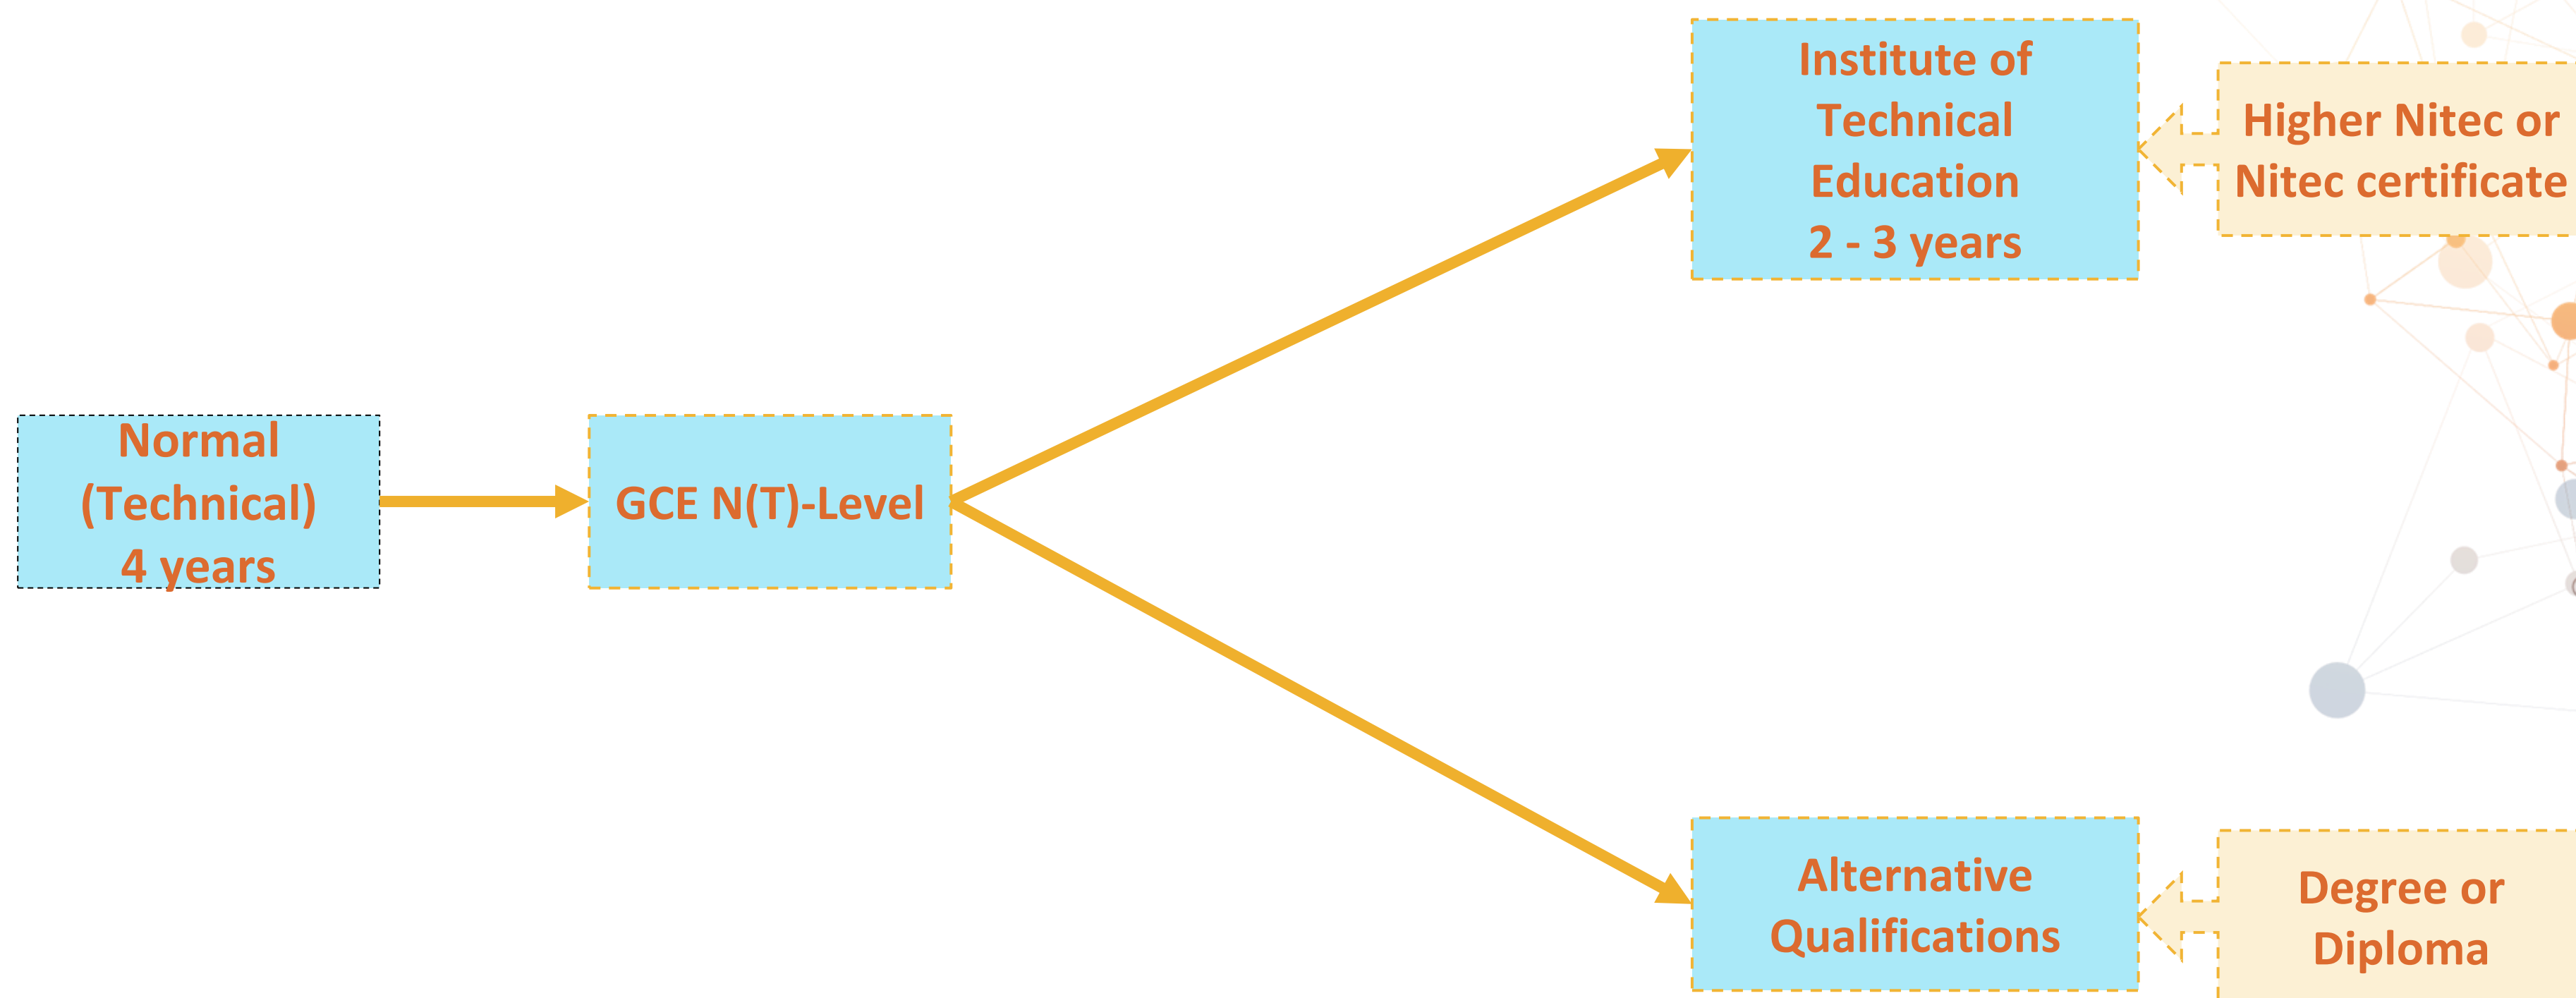 Institute of
Technical
Education
2 - 3 years
Higher Nitec or
Nitec certificate
Normal
(Technical)
4 years
GCE N(T)-Level
Alternative
Qualifications
Degree or
Diploma